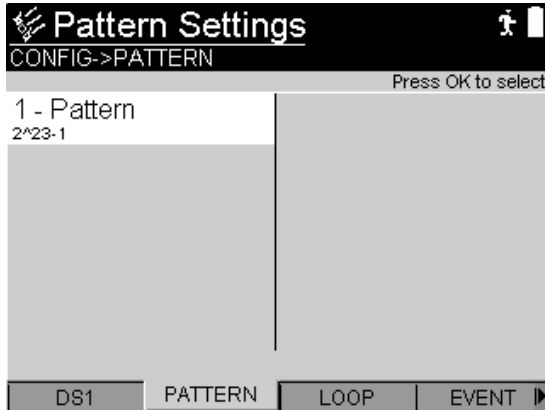 Pattern Settings
CONFIG->PATTERN
Press OK to select
1 - Pattern
2^23-1
DS1
PATTERN
LOOP
EVENT